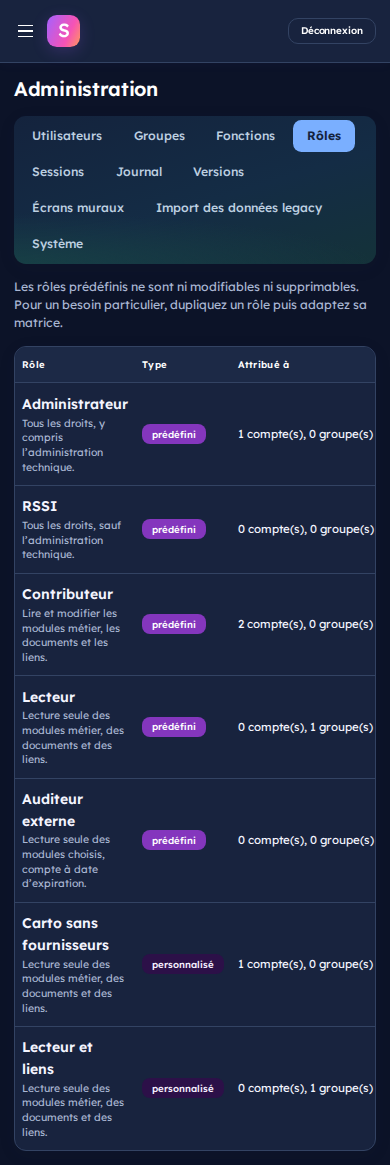 S
Déconnexion
Administration
Utilisateurs Groupes Fonctions Rôles
Sessions Journal Versions
Écrans muraux Import des données legacy
Système
Les rôles prédéfinis ne sont ni modifiables ni supprimables.
Pour un besoin particulier, dupliquez un rôle puis adaptez sa
matrice.
Rôle Type Attribué à
Administrateur
Tous les droits, y
compris
l’administration
technique.
prédéfini
1 compte(s), 0 groupe(s)
RSSI
Tous les droits, sauf
l’administration
technique.
prédéfini
0 compte(s), 0 groupe(s)
Contributeur
Lire et modifier les
modules métier, les
documents et les
liens.
prédéfini
2 compte(s), 0 groupe(s)
Lecteur
Lecture seule des
modules métier, des
documents et des
liens.
prédéfini
0 compte(s), 1 groupe(s)
Auditeur
externe
Lecture seule des
modules choisis,
compte à date
d’expiration.
prédéfini
0 compte(s), 0 groupe(s)
Carto sans
fournisseurs
Lecture seule des
modules métier, des
documents et des
liens.
personnalisé
1 compte(s), 0 groupe(s)
Lecteur et
liens
Lecture seule des
modules métier, des
documents et des
liens.
personnalisé
0 compte(s), 1 groupe(s)